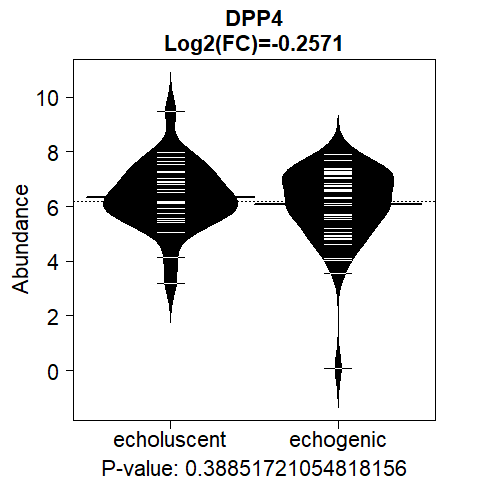 DPP4
Log2(FC)=-0.2571
Abundance
10
8
6
4
2
0
echoluscent echogenic
P-value: 0.38851721054818156